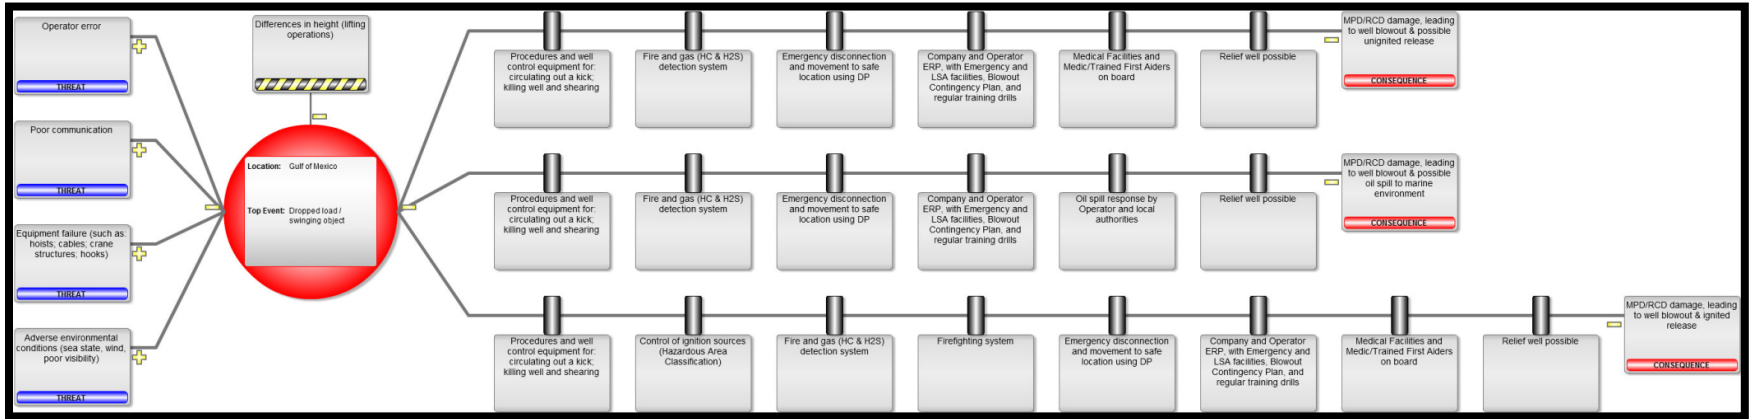 Operator error
THREAT
Poor communication
THREAT
Equipment failure (such as:
hoists; cables; crane
structures; hooks)
THREAT
Adverse environmental
conditions (sea state, wind,
poor visibility)
THREAT
Differences in height (lifting
operations)
Location: Gulf of Mexico
Top Event: Dropped load /
swinging object
Procedures and well
control equipment for:
circulating out a kick;
killing well and shearing
Fire and gas (HC & H2S)
detection system
Emergency disconnection
and movement to safe
location using DP
Company and Operator
ERP, with Emergency and
LSA facilities, Blowout
Contingency Plan, and
regular training drills
Medical Facilities and
Medic/Trained First Aiders
on board
Relief well possible
MPD/RCD damage, leading
to well blowout & possible
unignited release
CONSEQUENCE
Procedures and well
control equipment for:
circulating out a kick;
killing well and shearing
Fire and gas (HC & H2S)
detection system
Emergency disconnection
and movement to safe
location using DP
Company and Operator
ERP, with Emergency and
LSA facilities, Blowout
Contingency Plan, and
regular training drills
Oil spill response by
Operator and local
authorities
Relief well possible
MPD/RCD damage, leading
to well blowout & possible
oil spill to marine
environment
CONSEQUENCE
Procedures and well
control equipment for:
circulating out a kick;
killing well and shearing
Control of ignition sources
(Hazardous Area
Classification)
Fire and gas (HC & H2S)
detection system
Firefighting system
Emergency disconnection
and movement to safe
location using DP
Company and Operator
ERP, with Emergency and
LSA facilities, Blowout
Contingency Plan, and
regular training drills
Medical Facilities and
Medic/Trained First Aiders
on board
Relief well possible
MPD/RCD damage, leading
to well blowout & ignited
release
CONSEQUENCE